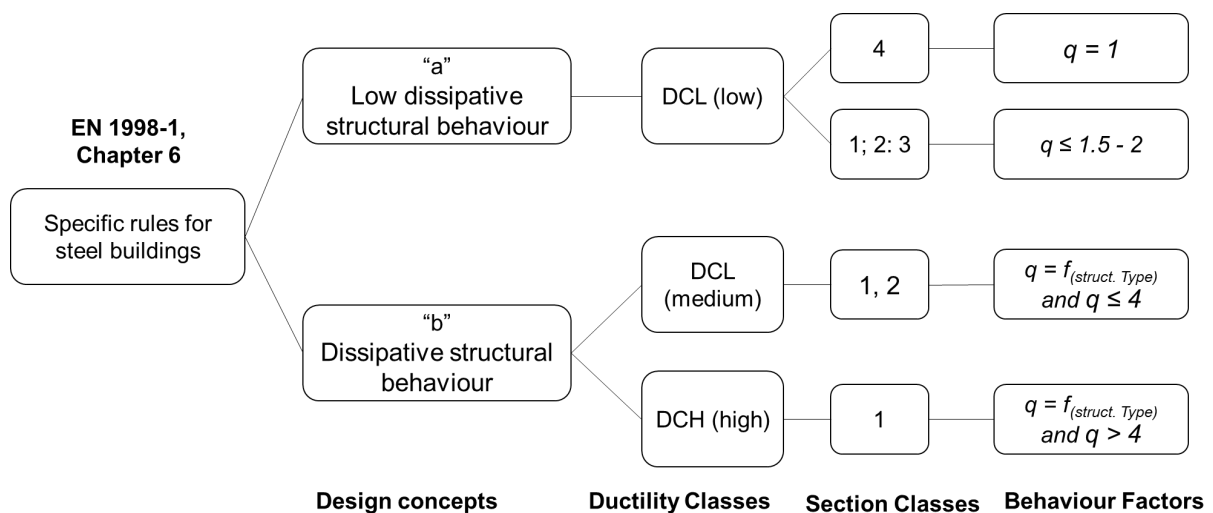 EN 1998-1,
Chapter 6
Specific rules for
steel buildings
“a”
Low dissipative
structural behaviour
DCL (low)
4
q = 1
1; 2: 3
q ≤ 1.5 - 2
“b”
Dissipative structural
behaviour
DCL
(medium)
1, 2
q = f(struct. Type)
and q ≤ 4
DCH (high)
1
q = f(struct. Type)
and q > 4
Design concepts
Ductility Classes
Section Classes
Behaviour Factors